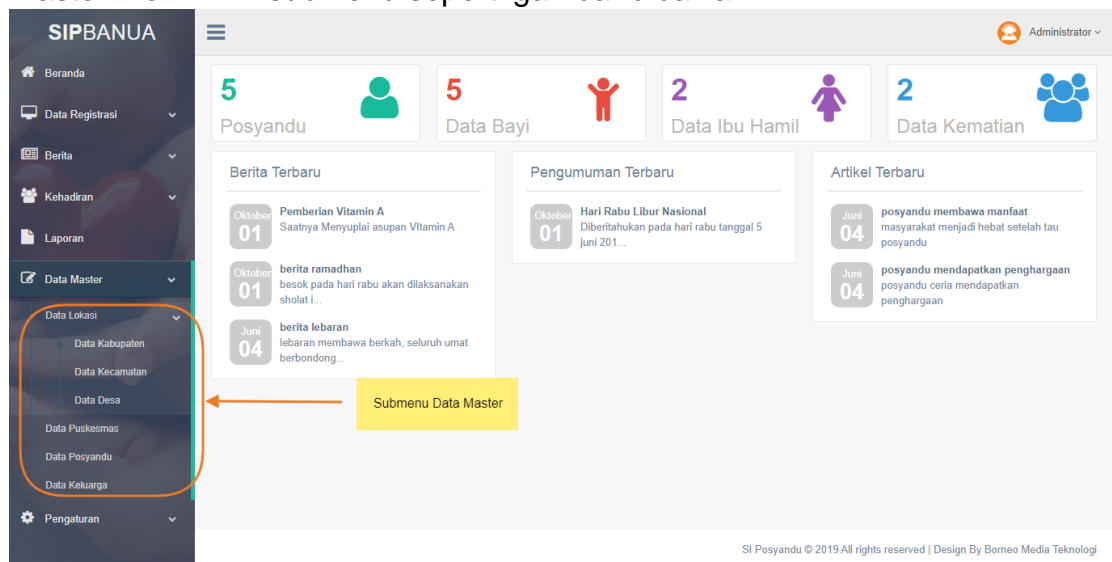 SIPBANUA
Administrator
Beranda
Data Registrasi
Berita
Kehadiran
Laporan
Data Master
Data Lokasi
Data Kabupaten
Data Kecamatan
Data Desa
Data Puskesmas
Data Posyandu
Data Keluarga
Pengaturan
5
Posyandu
5
Data Bayi
2
Data Ibu Hamil
2
Data Kematian
Berita Terbaru
Oktober
01
Pemberian Vitamin A
Saatnya Menyuplai asupan VItamin A
Oktober
01
berita ramadhan
besok pada hari rabu akan dilaksanakan
sholat i...
Juni
04
berita lebaran
lebaran membawa berkah, seluruh umat
berbondong...
Pengumuman Terbaru
Oktober
01
Hari Rabu Libur Nasional
Diberitahukan pada hari rabu tanggal 5
juni 201...
Artikel Terbaru
Juni
04
posyandu membawa manfaat
masyarakat menjadi hebat setelah tau
posyandu
Juni
04
posyandu mendapatkan penghargaan
posyandu ceria mendapatkan
penghargaan
Submenu Data Master
SI Posyandu © 2019 All rights reserved | Design By Borneo Media Teknologi